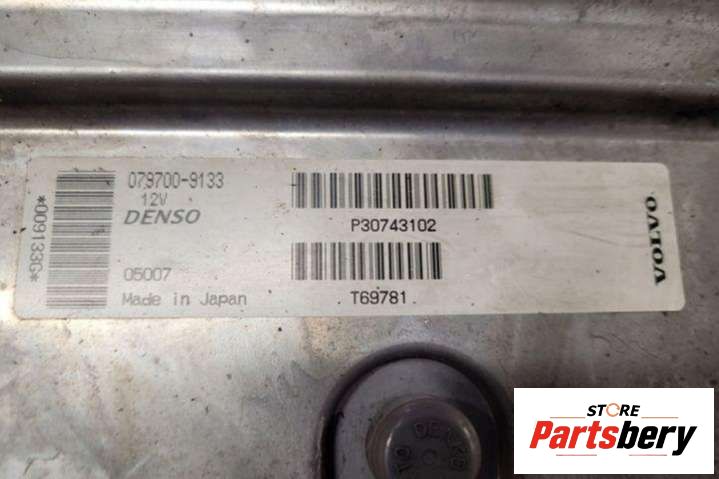 *009133G*
079700-9133
12V
DENSO
05007
Made in Japan
P30743102
T69781
VOLVO
STORE
Partsbery